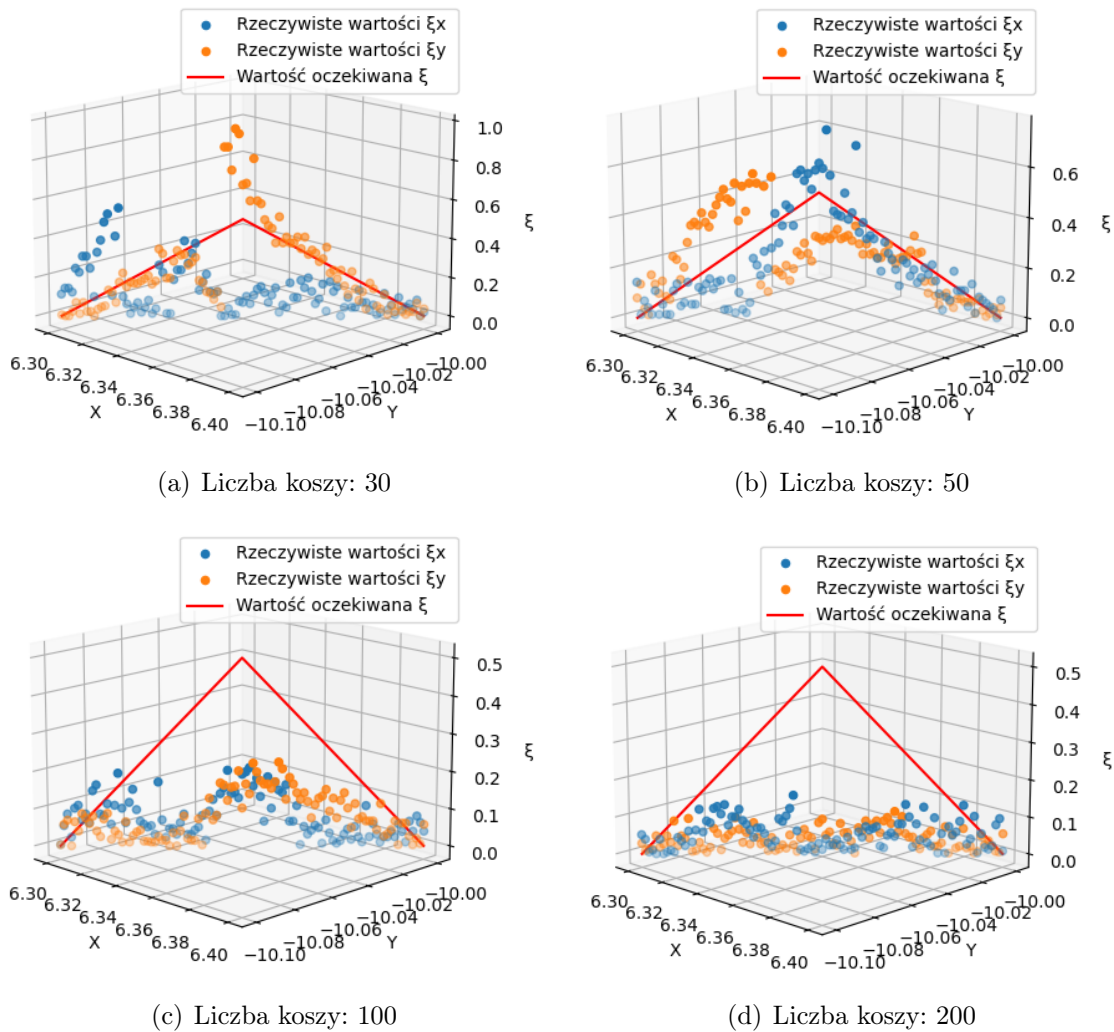 Rzeczywiste wartości ξx
Rzeczywiste wartości ξy
Wartość oczekiwana ξ
1.0
0.8
0.6
0.4
0.2
0.0
ξ
6.30
6.32
6.34
6.36
6.38
6.40
X
−10.10
−10.08
−10.06
−10.04
−10.02
−10.00
Y
(a) Liczba koszy: 30
Rzeczywiste wartości ξx
Rzeczywiste wartości ξy
Wartość oczekiwana ξ
0.6
0.4
0.2
0.0
ξ
6.30
6.32
6.34
6.36
6.38
6.40
X
−10.10
−10.08
−10.06
−10.04
−10.02
−10.00
Y
(b) Liczba koszy: 50
Rzeczywiste wartości ξx
Rzeczywiste wartości ξy
Wartość oczekiwana ξ
0.5
0.4
0.3
0.2
0.1
0.0
ξ
6.30
6.32
6.34
6.36
6.38
6.40
X
−10.10
−10.08
−10.06
−10.04
−10.02
−10.00
Y
(c) Liczba koszy: 100
Rzeczywiste wartości ξx
Rzeczywiste wartości ξy
Wartość oczekiwana ξ
0.5
0.4
0.3
0.2
0.1
0.0
ξ
6.30
6.32
6.34
6.36
6.38
6.40
X
−10.10
−10.08
−10.06
−10.04
−10.02
−10.00
Y
(d) Liczba koszy: 200